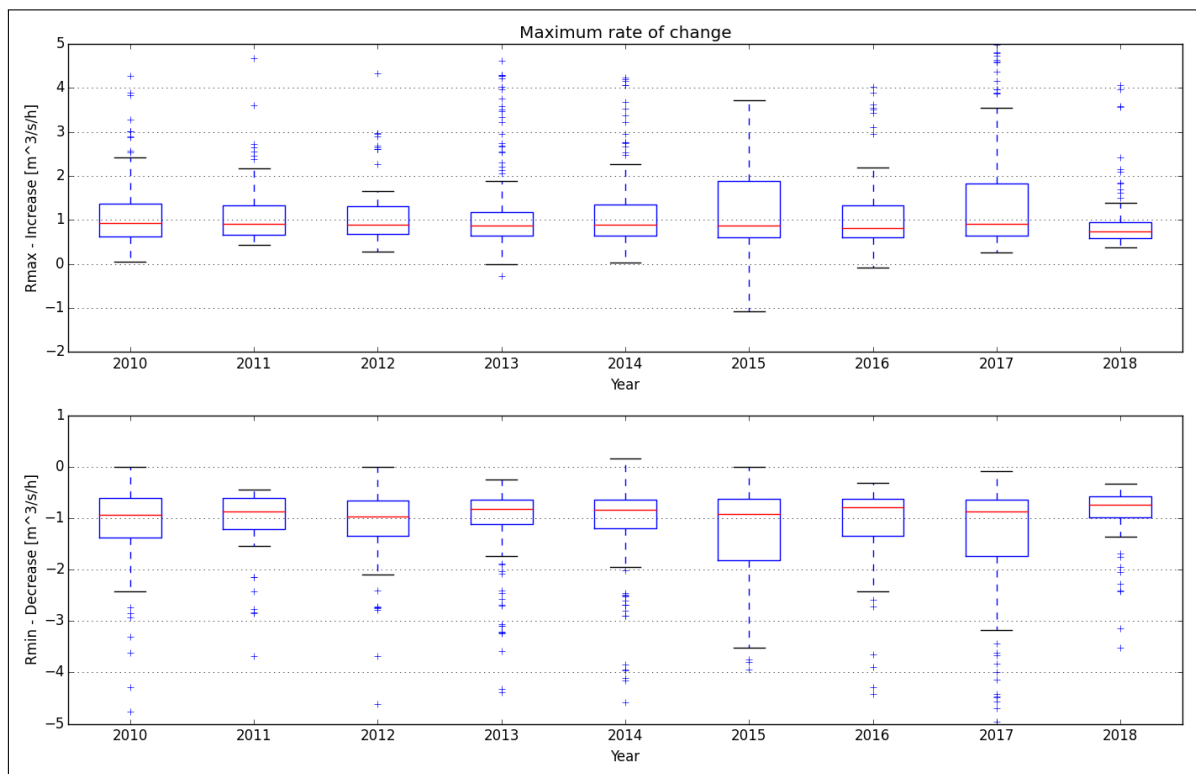 Maximum rate of change
Rmax - Increase [m^3/s/h]
5
4
3
2
1
0
−1
−2
2010 2011 2012 2013 2014 2015 2016 2017 2018
Year
Rmin - Decrease [m^3/s/h]
1
0
−1
−2
−3
−4
−5
2010 2011 2012 2013 2014 2015 2016 2017 2018
Year